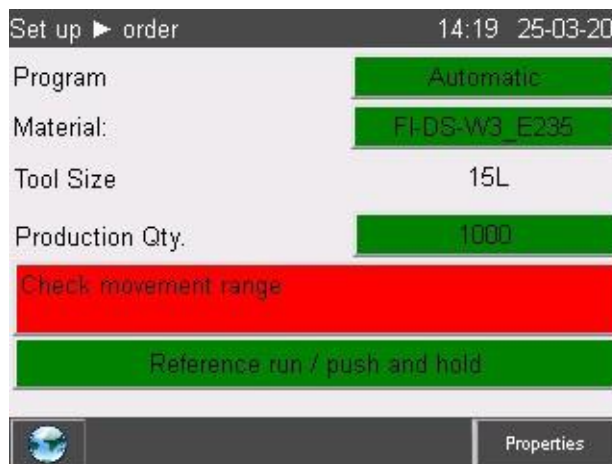 Set up ► order 14:19 25-03-20
Program Automatic
Material: FI-DS-W3_E235
Tool Size 15L
Production Qty. 1000
Check movement range
Reference run / push and hold
Properties